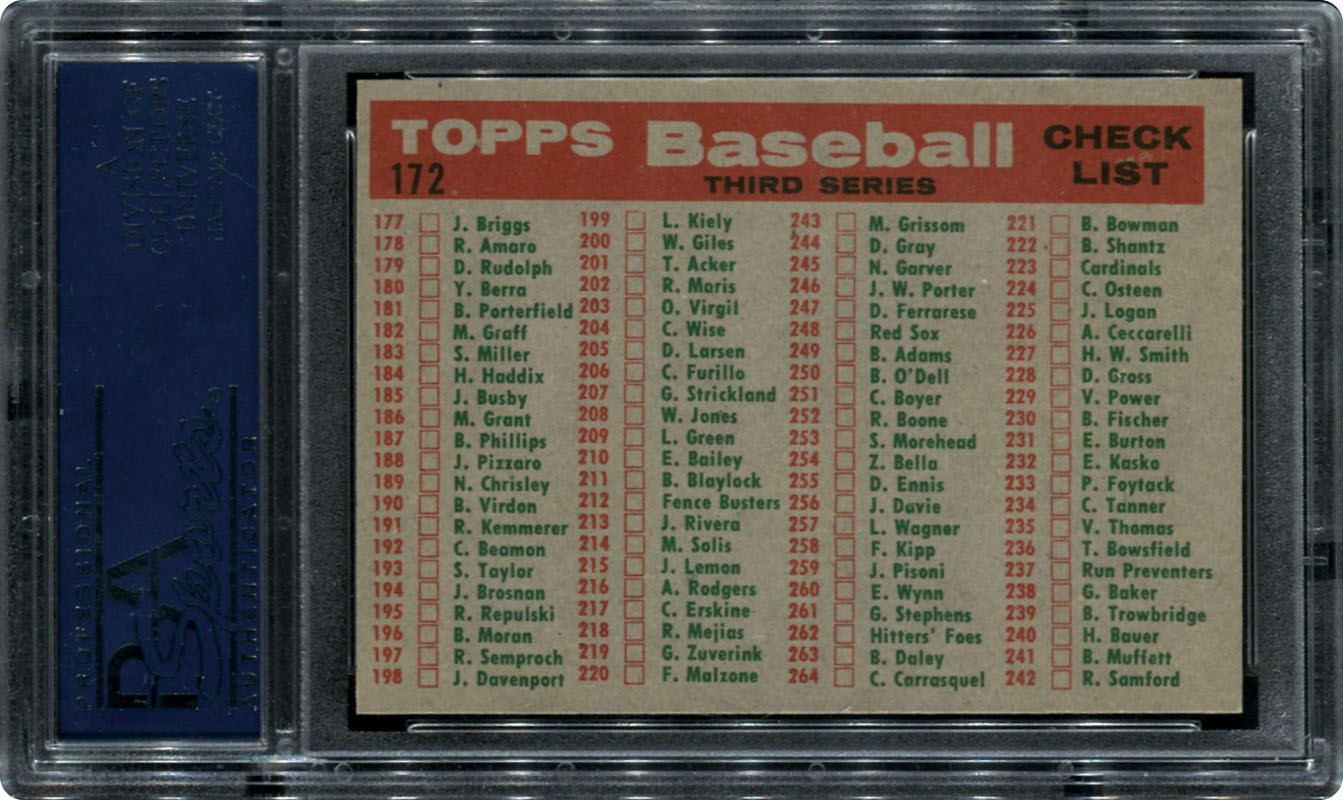 TOPPS Baseball CHECK LIST
172 THIRD SERIES
177 J. Briggs
178 R. Amaro
179 D. Rudolph
180 Y. Berra
181 B. Porterfield
182 M. Graff
183 S. Miller
184 H. Haddix
185 J. Busby
186 M. Grant
187 B. Phillips
188 J. Pizzaro
189 N. Chrisley
190 B. Virdon
191 R. Kemmerer
192 C. Beamon
193 S. Taylor
194 J. Brosnan
195 R. Repulski
196 B. Moran
197 R. Semproch
198 J. Davenport
199 L. Kiely
200 W. Giles
201 T. Acker
202 R. Maris
203 O. Virgil
204 C. Wise
205 D. Larsen
206 C. Furillo
207 G. Strickland
208 W. Jones
209 L. Green
210 E. Bailey
211 B. Blaylock
212 Fence Busters
213 J. Rivera
214 M. Solis
215 J. Lemon
216 A. Rodgers
217 C. Erskine
218 R. Mejias
219 G. Zuverink
220 F. Malzone
243 M. Grissom
244 D. Gray
245 N. Garver
246 J. W. Porter
247 D. Ferrarese
248 Red Sox
249 B. Adams
250 B. O'Dell
251 C. Boyer
252 R. Boone
253 S. Morehead
254 Z. Bella
255 D. Ennis
256 J. Davie
257 L. Wagner
258 F. Kipp
259 J. Pisoni
260 E. Wynn
261 G. Stephens
262 Hitters' Foes
263 B. Daley
264 C. Carrasquel
221 B. Bowman
222 B. Shantz
223 Cardinals
224 C. Osteen
225 J. Logan
226 A. Ceccarelli
227 H. W. Smith
228 D. Gross
229 V. Power
230 B. Fischer
231 E. Burton
232 E. Kasko
233 P. Foytack
234 C. Tanner
235 V. Thomas
236 T. Bowsfield
237 Run Preventers
238 G. Baker
239 B. Trowbridge
240 H. Bauer
241 B. Muffett
242 R. Samford
PROFESSIONAL
PSA
Sports
AUTHENTICATOR
A
DIVISION OF
COLLECTORS
UNIVERSE